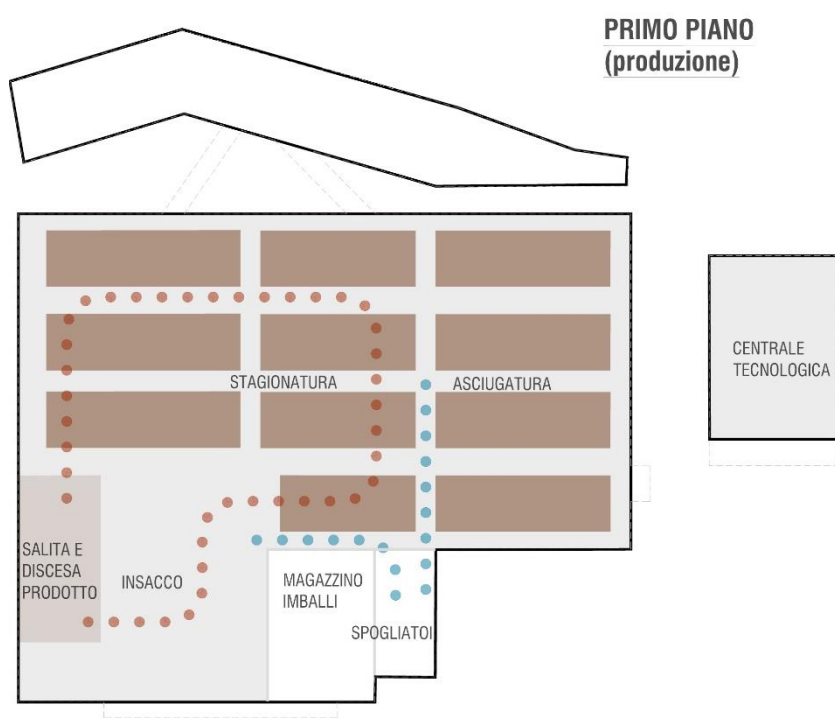 PRIMO PIANO
(produzione)
CENTRALE
TECNOLOGICA
STAGIONATURA
ASCIUGATURA
SALITA E
DISCESA
PRODOTTO
INSACCO
MAGAZZINO
IMBALLI
SPOGLIATOI